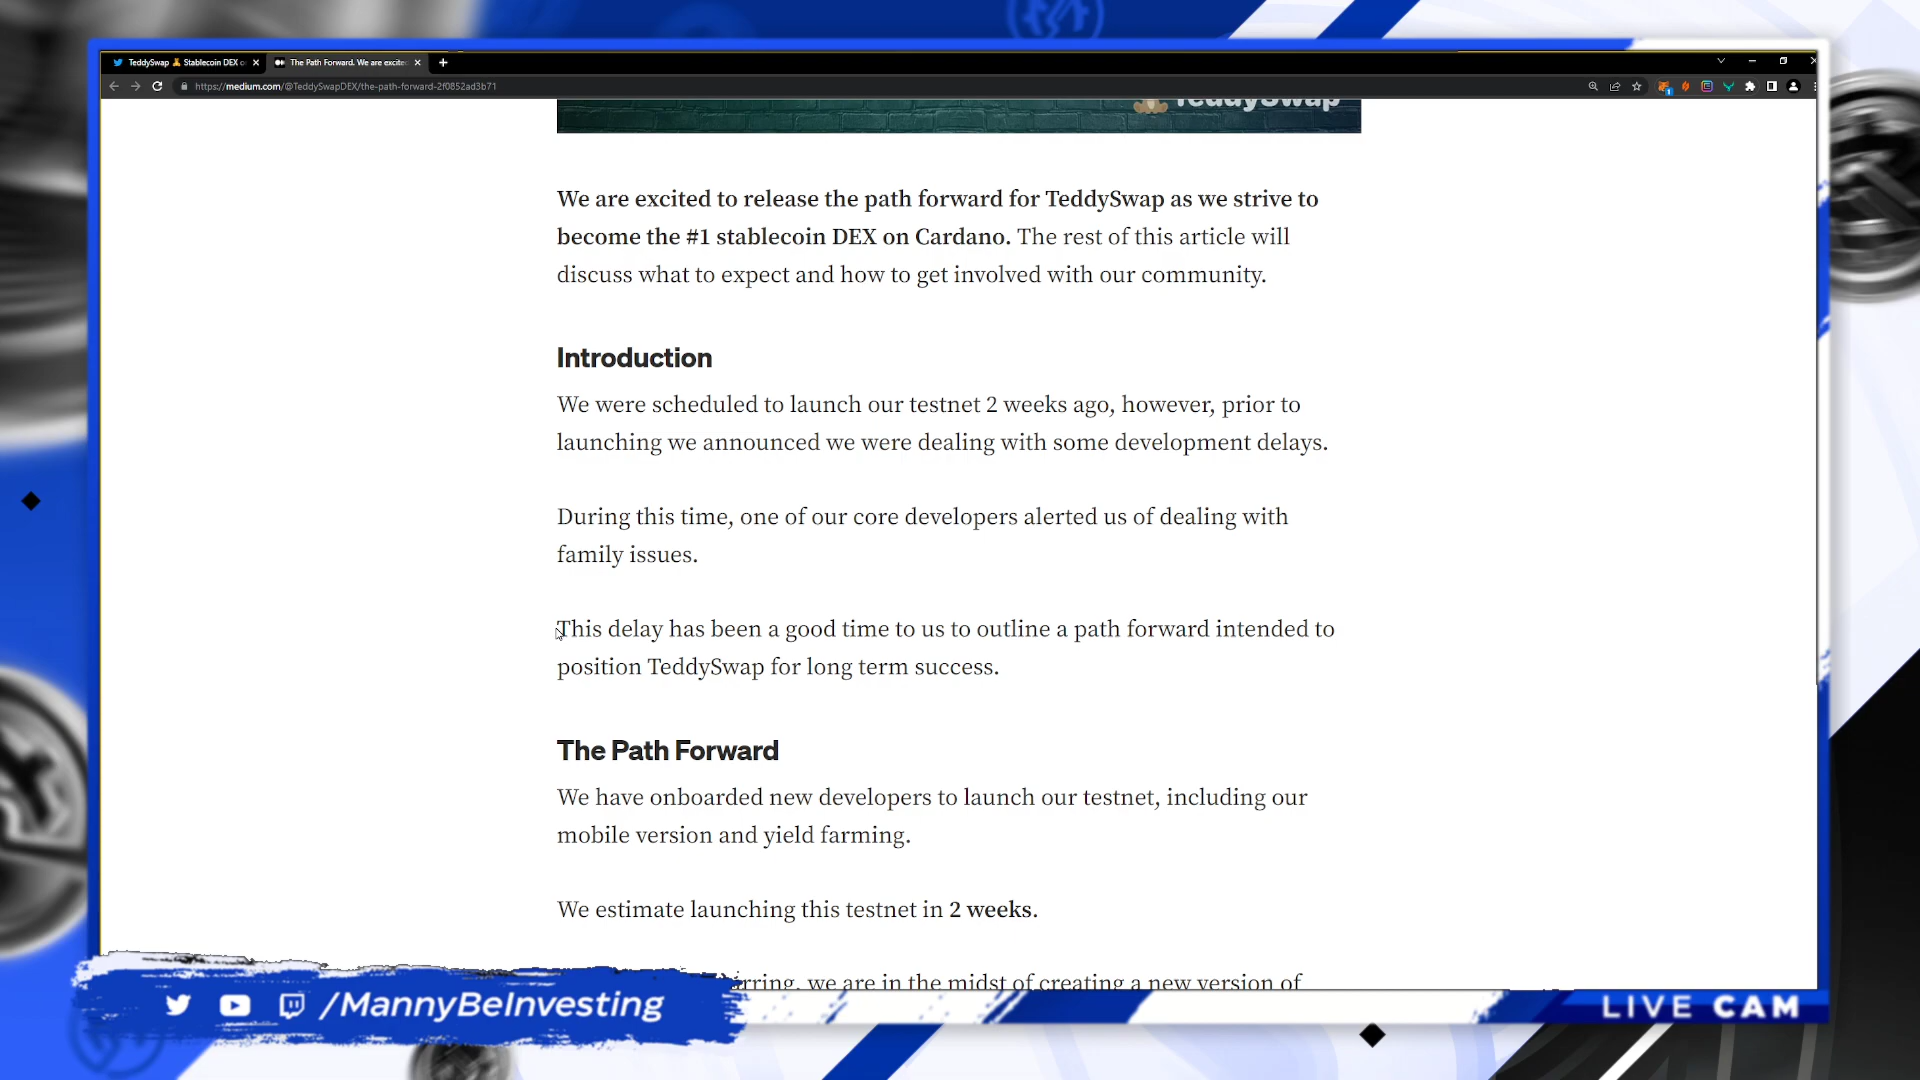 TeddySwap Stablecoin DEX o
The Path Forward. We are excite
https://medium.com/@TeddySwapDEX/the-path-forward-2f0852ad3b71
TeddySwap
We are excited to release the path forward for TeddySwap as we strive to
become the #1 stablecoin DEX on Cardano. The rest of this article will
discuss what to expect and how to get involved with our community.
Introduction
We were scheduled to launch our testnet 2 weeks ago, however, prior to
launching we announced we were dealing with some development delays.
During this time, one of our core developers alerted us of dealing with
family issues.
This delay has been a good time to us to outline a path forward intended to
position TeddySwap for long term success.
The Path Forward
We have onboarded new developers to launch our testnet, including our
mobile version and yield farming.
We estimate launching this testnet in 2 weeks.
we are in the midst of creating a new version of
/MannyBeInvesting
LIVE CAM